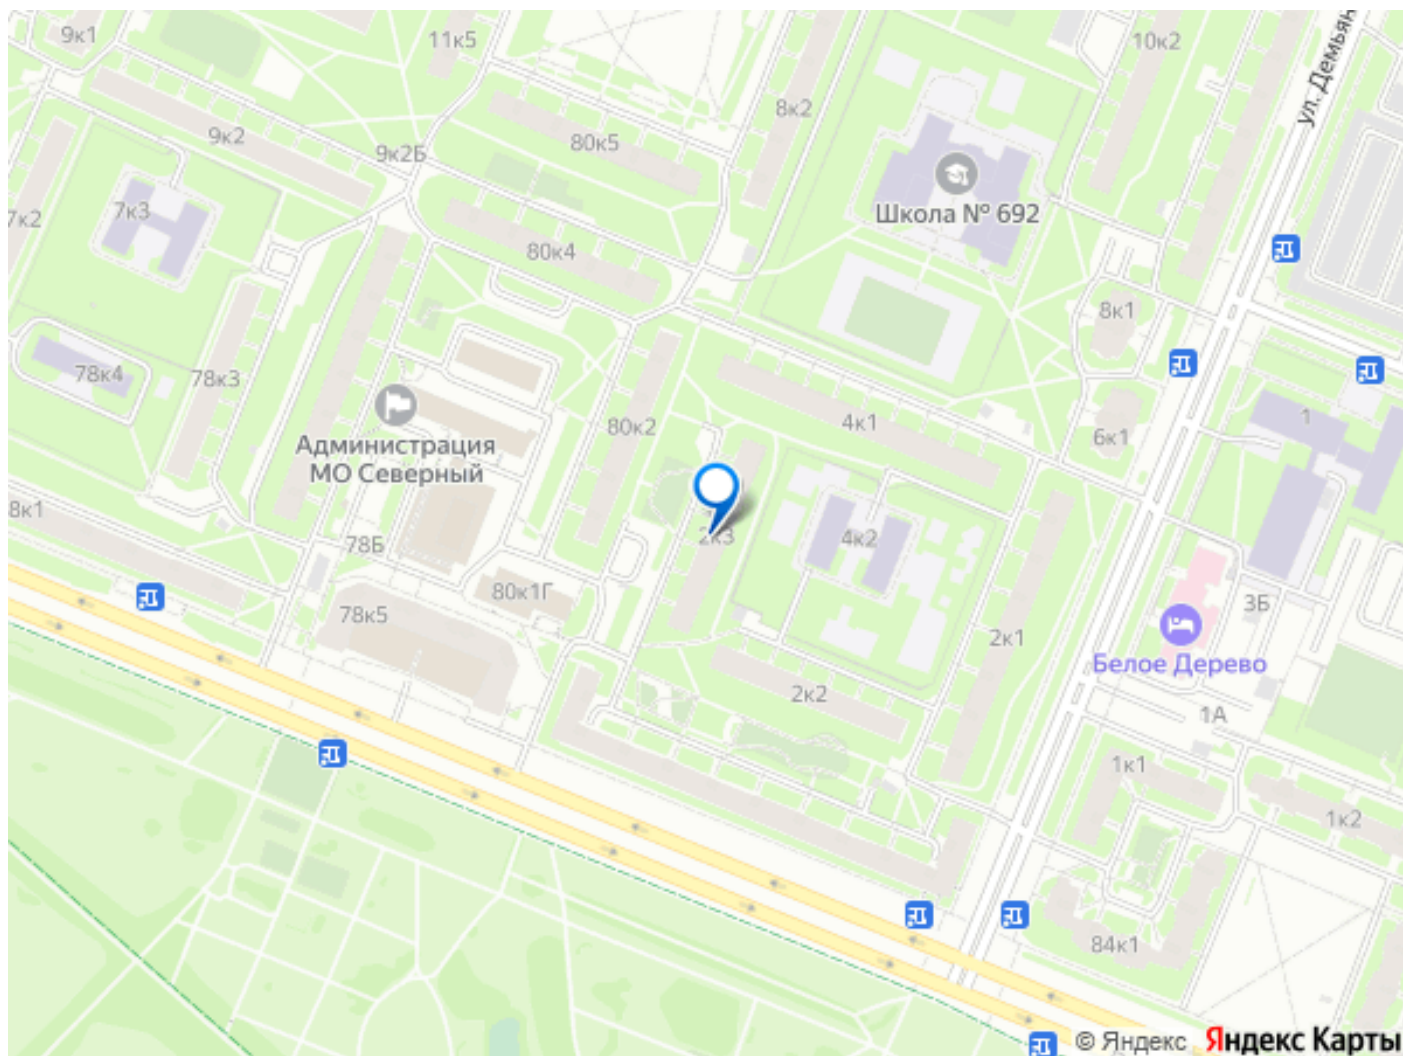 9к1
11к5
10к2
ул. Демьян
8к2
9к2
80к5
9к2Б
7к3
7к2
Школа № 692
80к4
8к1
78к4
78к3
1
4к1
80к2
6к1
Администрация
МО Северный
8к1
2к3
4к2
78Б
80к1Г
3Б
78к5
2к1
Белое Дерево
2к2
1А
1к1
1к2
84к1
© Яндекс Яндекс Карты